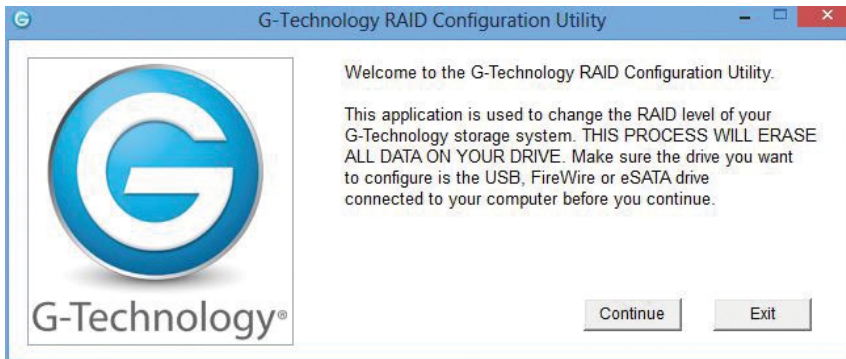 G-Technology RAID Configuration Utility
Welcome to the G-Technology RAID Configuration Utility.
This application is used to change the RAID level of your
G-Technology storage system. THIS PROCESS WILL ERASE
ALL DATA ON YOUR DRIVE. Make sure the drive you want
to configure is the USB, FireWire or eSATA drive
connected to your computer before you continue.
G-Technology®
Continue
Exit